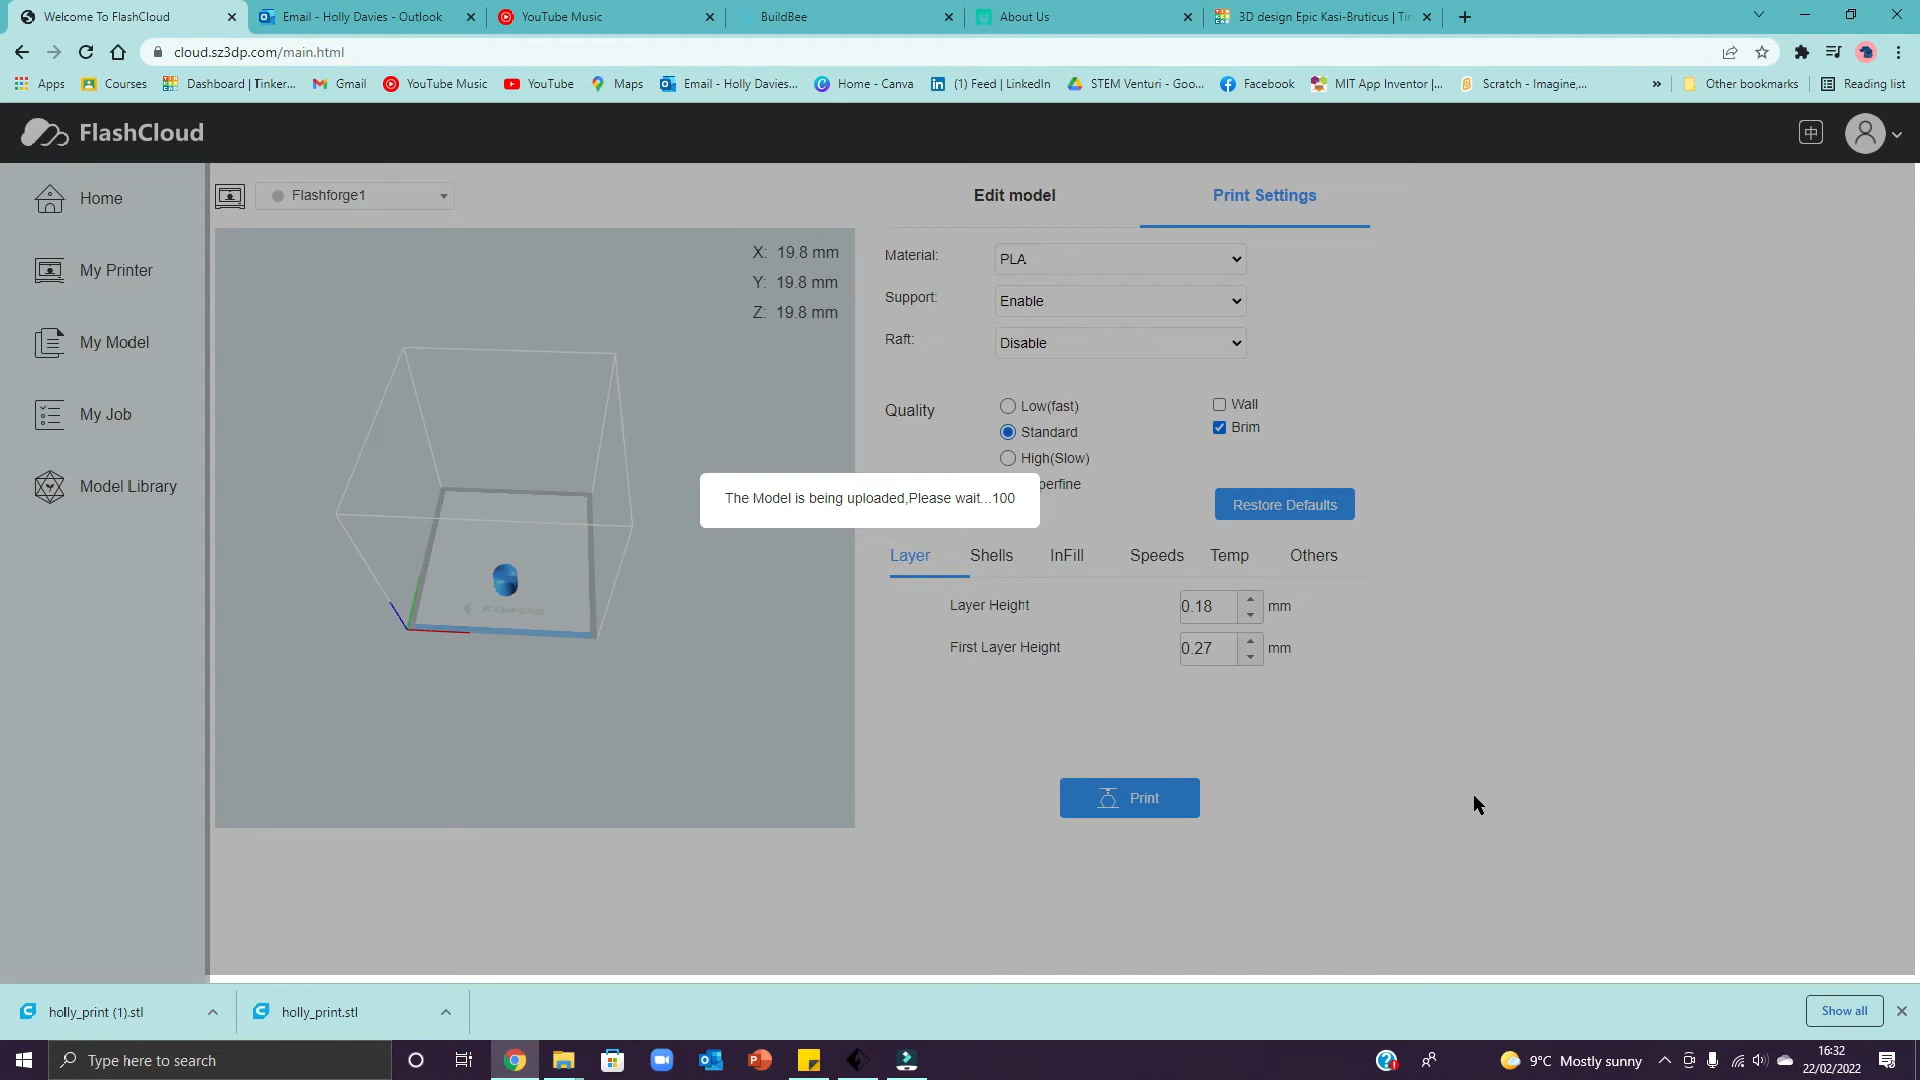 Welcome To FlashCloud
Email - Holly Davies - Outlook
YouTube Music
BuildBee
About Us
3D design Epic Kasi-Bruticus | Tin
cloud.sz3dp.com/main.html
Apps
Courses
Dashboard | Tinker...
Gmail
YouTube Music
YouTube
Maps
Email - Holly Davies...
Home - Canva
(1) Feed | LinkedIn
STEM Venturi - Goo...
Facebook
MIT App Inventor |...
Scratch - Imagine,...
»
Other bookmarks
Reading list
FlashCloud
中
Home
My Printer
My Model
My Job
Model Library
Flashforge1
X: 19.8 mm
Y: 19.8 mm
Z: 19.8 mm
FLASHFORGE
Edit model
Print Settings
Material:
PLA
Support:
Enable
Raft:
Disable
Quality
Low(fast)
Standard
High(Slow)
perfine
Wall
Brim
Restore Defaults
The Model is being uploaded,Please wait...100
Layer
Shells
InFill
Speeds
Temp
Others
Layer Height
0.18
mm
First Layer Height
0.27
mm
Print
holly_print (1).stl
holly_print.stl
Show all
Type here to search
9°C Mostly sunny
16:32
22/02/2022